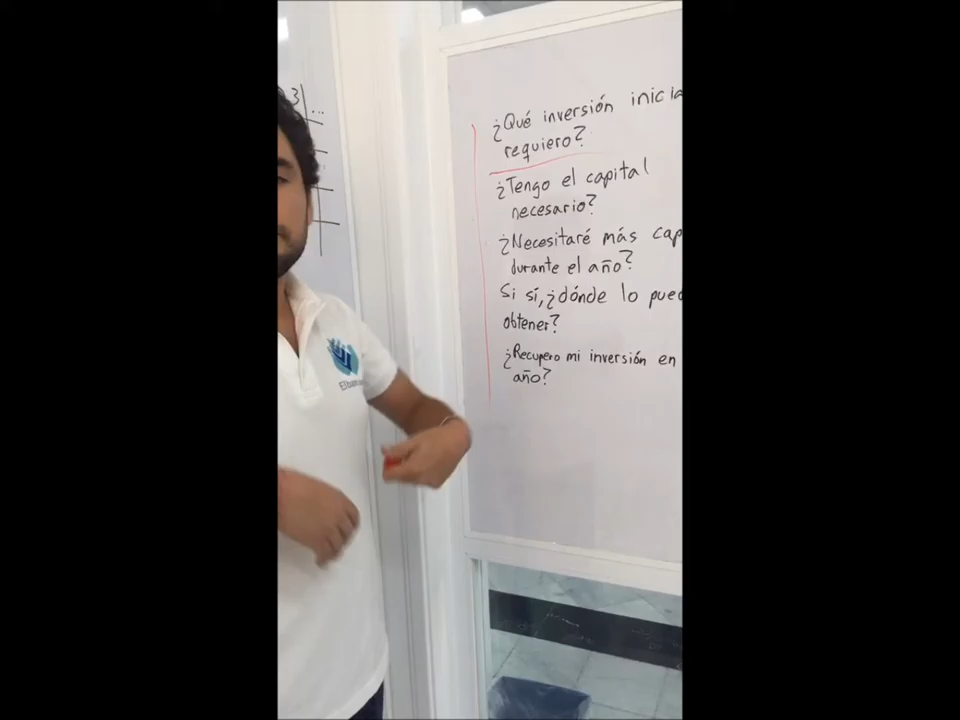 3 ...
¿Qué inversión inicia
requiero?
¿Tengo el capital
necesario?
¿Necesitaré más cap
durante el año?
Si sí, ¿dónde lo pued
obtener?
¿Recupero mi inversión en
año?